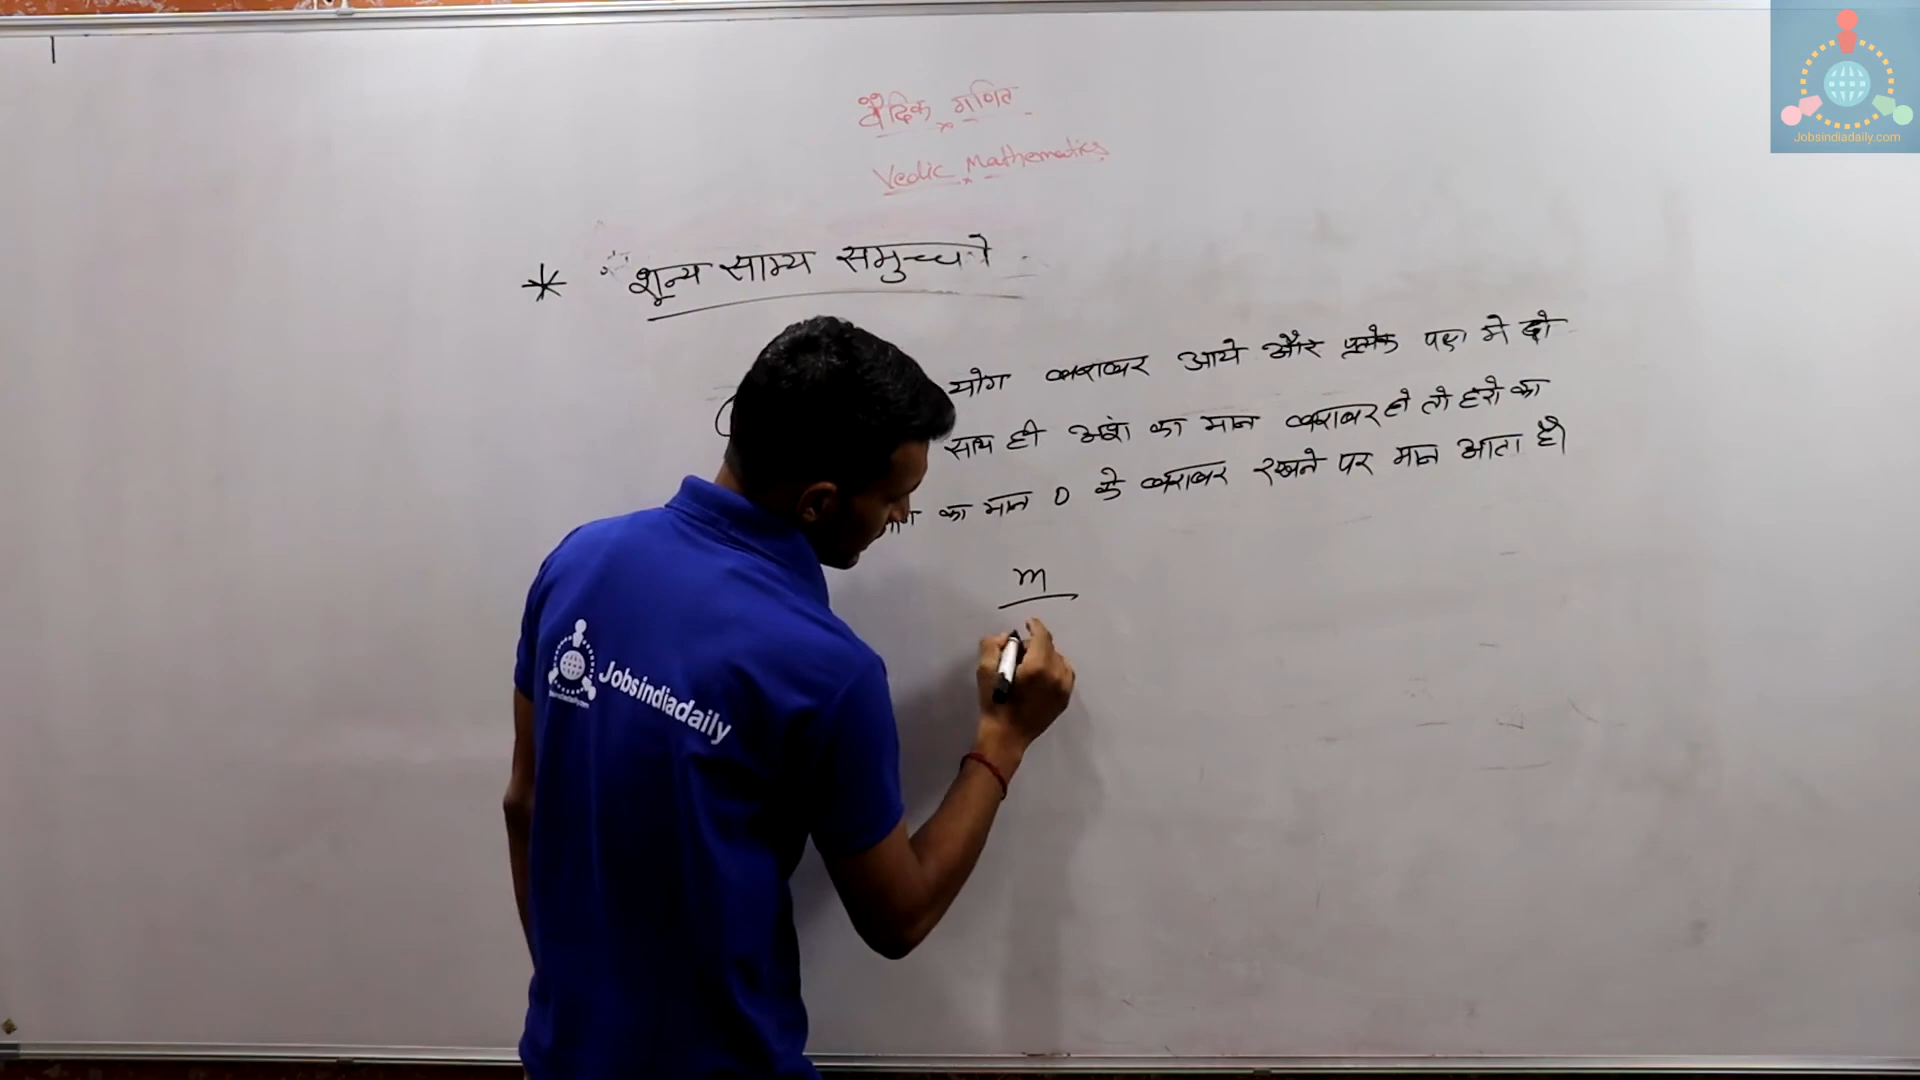 वैदिक गणित
Vedic Mathematics
* शून्य साम्य समुच्चये
योग बराबर आये और प्रत्येक पक्ष मे दो
साथ ही अंश का मान बराबर हो तो हरो का
का मान 0 के बराबर रखने पर मान आता है।
m
Jobsindiadaily
Jobsindiadaily.com